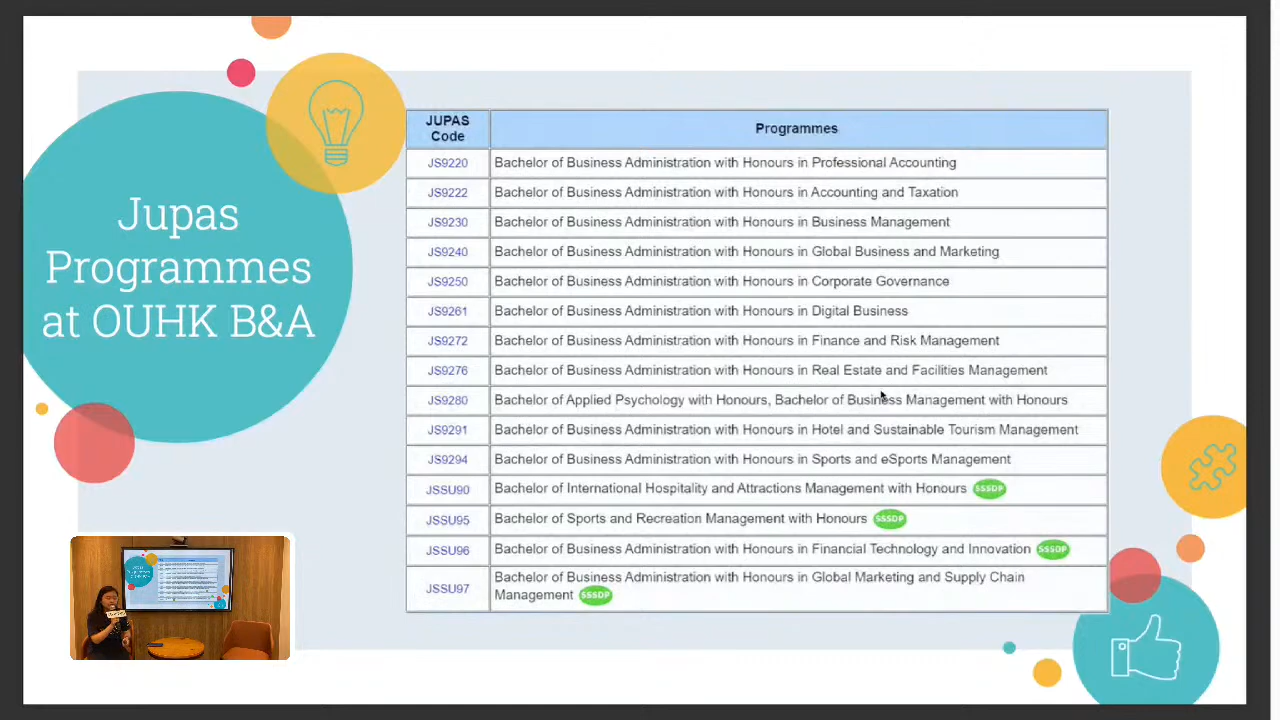 Jupas
Programmes
at OUHK B&A
JUPAS Code Programmes
JS9220 Bachelor of Business Administration with Honours in Professional Accounting
JS9222 Bachelor of Business Administration with Honours in Accounting and Taxation
JS9230 Bachelor of Business Administration with Honours in Business Management
JS9240 Bachelor of Business Administration with Honours in Global Business and Marketing
JS9250 Bachelor of Business Administration with Honours in Corporate Governance
JS9261 Bachelor of Business Administration with Honours in Digital Business
JS9272 Bachelor of Business Administration with Honours in Finance and Risk Management
JS9276 Bachelor of Business Administration with Honours in Real Estate and Facilities Management
JS9280 Bachelor of Applied Psychology with Honours, Bachelor of Business Management with Honours
JS9291 Bachelor of Business Administration with Honours in Hotel and Sustainable Tourism Management
JS9294 Bachelor of Business Administration with Honours in Sports and eSports Management
JSSU90 Bachelor of International Hospitality and Attractions Management with Honours SSSDP
JSSU95 Bachelor of Sports and Recreation Management with Honours SSSDP
JSSU96 Bachelor of Business Administration with Honours in Financial Technology and Innovation SSSDP
JSSU97 Bachelor of Business Administration with Honours in Global Marketing and Supply Chain
Management SSSDP